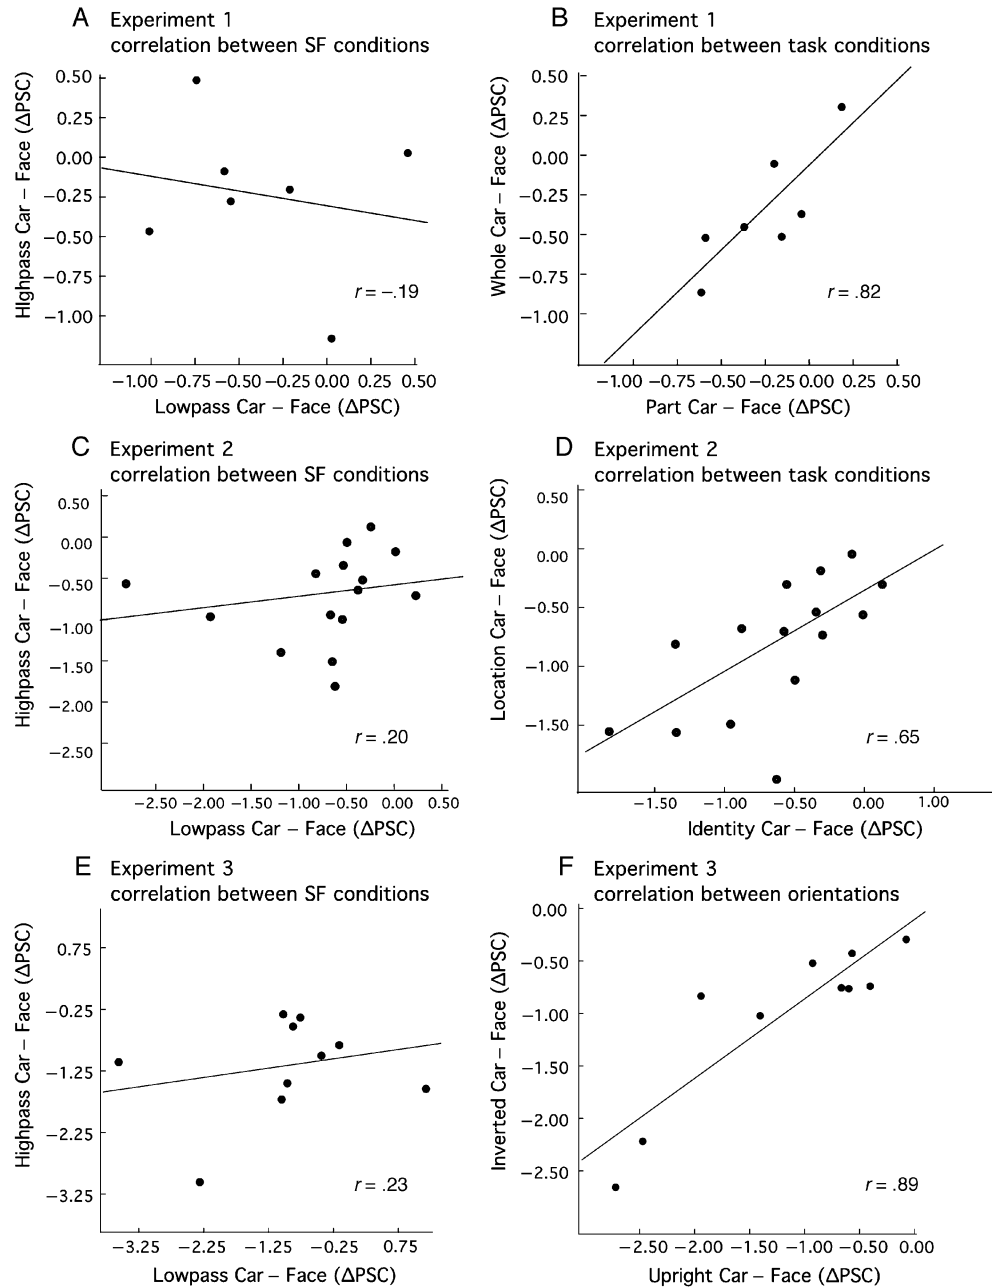 A Experiment 1
correlation between SF conditions
HIghpass Car – Face (ΔPSC)
0.50
0.25
0.00
−0.25
−0.50
−0.75
−1.00
r = −.19
−1.00 −0.75 −0.50 −0.25 0.00 0.25 0.50
Lowpass Car – Face (ΔPSC)
B Experiment 1
correlation between task conditions
Whole Car – Face (ΔPSC)
0.50
0.25
0.00
−0.25
−0.50
−0.75
−1.00
r = .82
−1.00 −0.75 −0.50 −0.25 0.00 0.25 0.50
Part Car – Face (ΔPSC)
C Experiment 2
correlation between SF conditions
Highpass Car – Face (ΔPSC)
0.50
0.00
−0.50
−1.00
−1.50
−2.00
−2.50
r = .20
−2.50 −2.00 −1.50 −1.00 −0.50 0.00 0.50
Lowpass Car – Face (ΔPSC)
D Experiment 2
correlation between task conditions
Location Car – Face (ΔPSC)
0.50
0.00
−0.50
−1.00
−1.50
r = .65
−1.50 −1.00 −0.50 0.00 1.00
Identity Car – Face (ΔPSC)
E Experiment 3
correlation between SF conditions
Highpass Car – Face (ΔPSC)
0.75
−0.25
−1.25
−2.25
−3.25
r = .23
−3.25 −2.25 −1.25 −0.25 0.75
Lowpass Car – Face (ΔPSC)
F Experiment 3
correlation between orientations
Inverted Car – Face (ΔPSC)
0.00
−0.50
−1.00
−1.50
−2.00
−2.50
r = .89
−2.50 −2.00 −1.50 −1.00 −0.50 0.00
Upright Car – Face (ΔPSC)